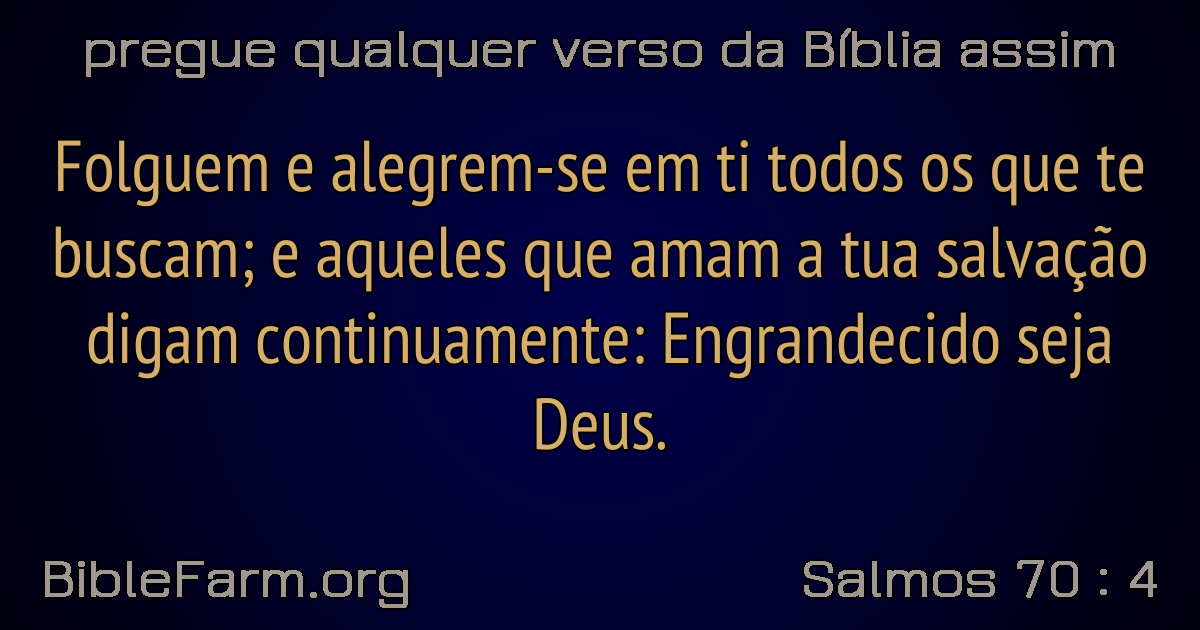 pregue qualquer verso da Bíblia assim
Folguem e alegrem-se em ti todos os que te
buscam; e aqueles que amam a tua salvação
digam continuamente: Engrandecido seja
Deus.
BibleFarm.org
Salmos 70 : 4